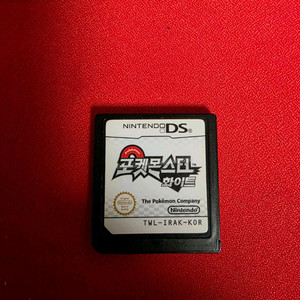 NINTENDO DS
포켓몬스터
화이트
The Pokémon Company
Nintendo
TWL-IRAK-KOR